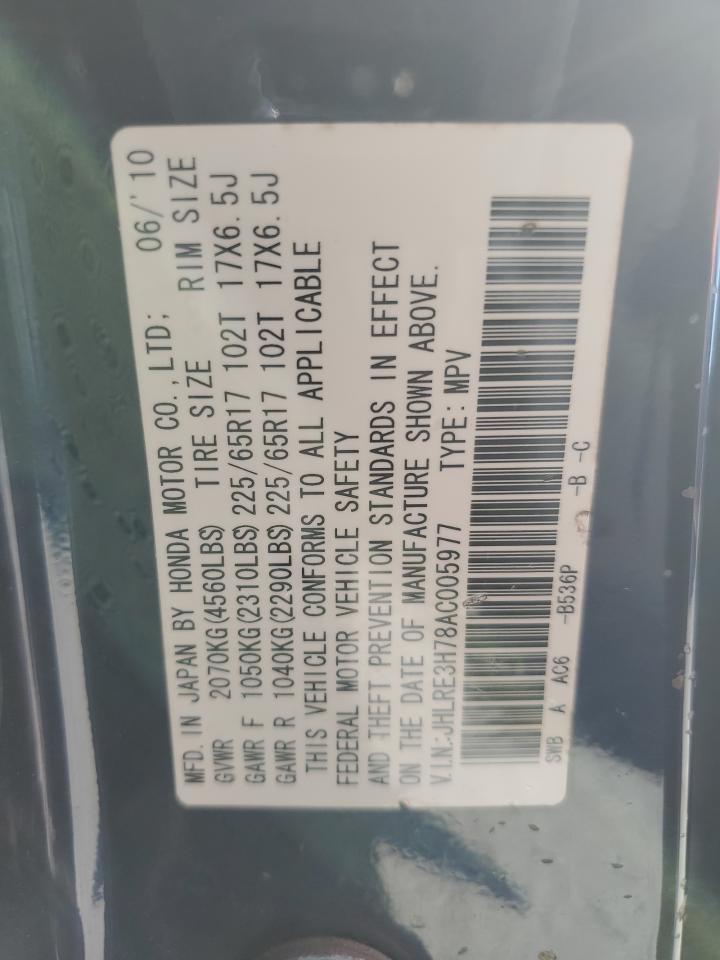 MFD. IN JAPAN BY HONDA MOTOR CO., LTD; 06/'10
GVWR 2070KG(4560LBS) TIRE SIZE RIM SIZE
GAWR F 1050KG(2310LBS) 225/65R17 102T 17X6.5J
GAWR R 1040KG(2290LBS) 225/65R17 102T 17X6.5J
THIS VEHICLE CONFORMS TO ALL APPLICABLE
FEDERAL MOTOR VEHICLE SAFETY
AND THEFT PREVENTION STANDARDS IN EFFECT
ON THE DATE OF MANUFACTURE SHOWN ABOVE.
V.I.N.:JHLRE3H78AC005977 TYPE: MPV
SWB A AC6 -B536P -B -C